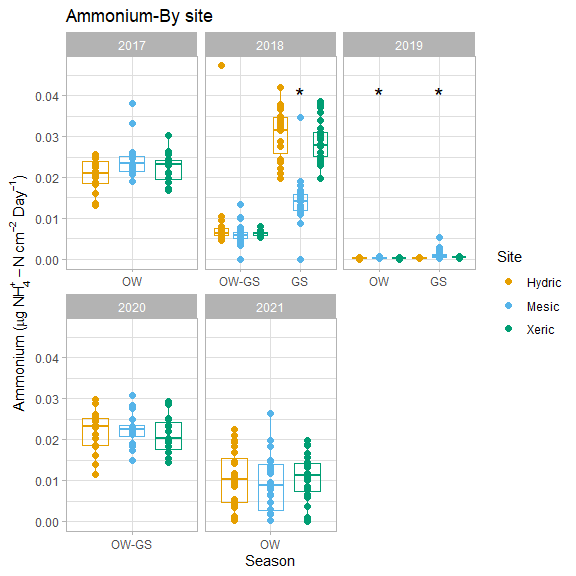 Ammonium-By site
2017
2018
2019
0.04
0.03
0.02
0.01
0.00
OW
OW-GS
GS
OW
GS
* * *
Ammonium (µg NH₄⁺ – N cm⁻² Day⁻¹)
Site
Hydric
Mesic
Xeric
2020
2021
0.04
0.03
0.02
0.01
0.00
OW-GS
OW
Season